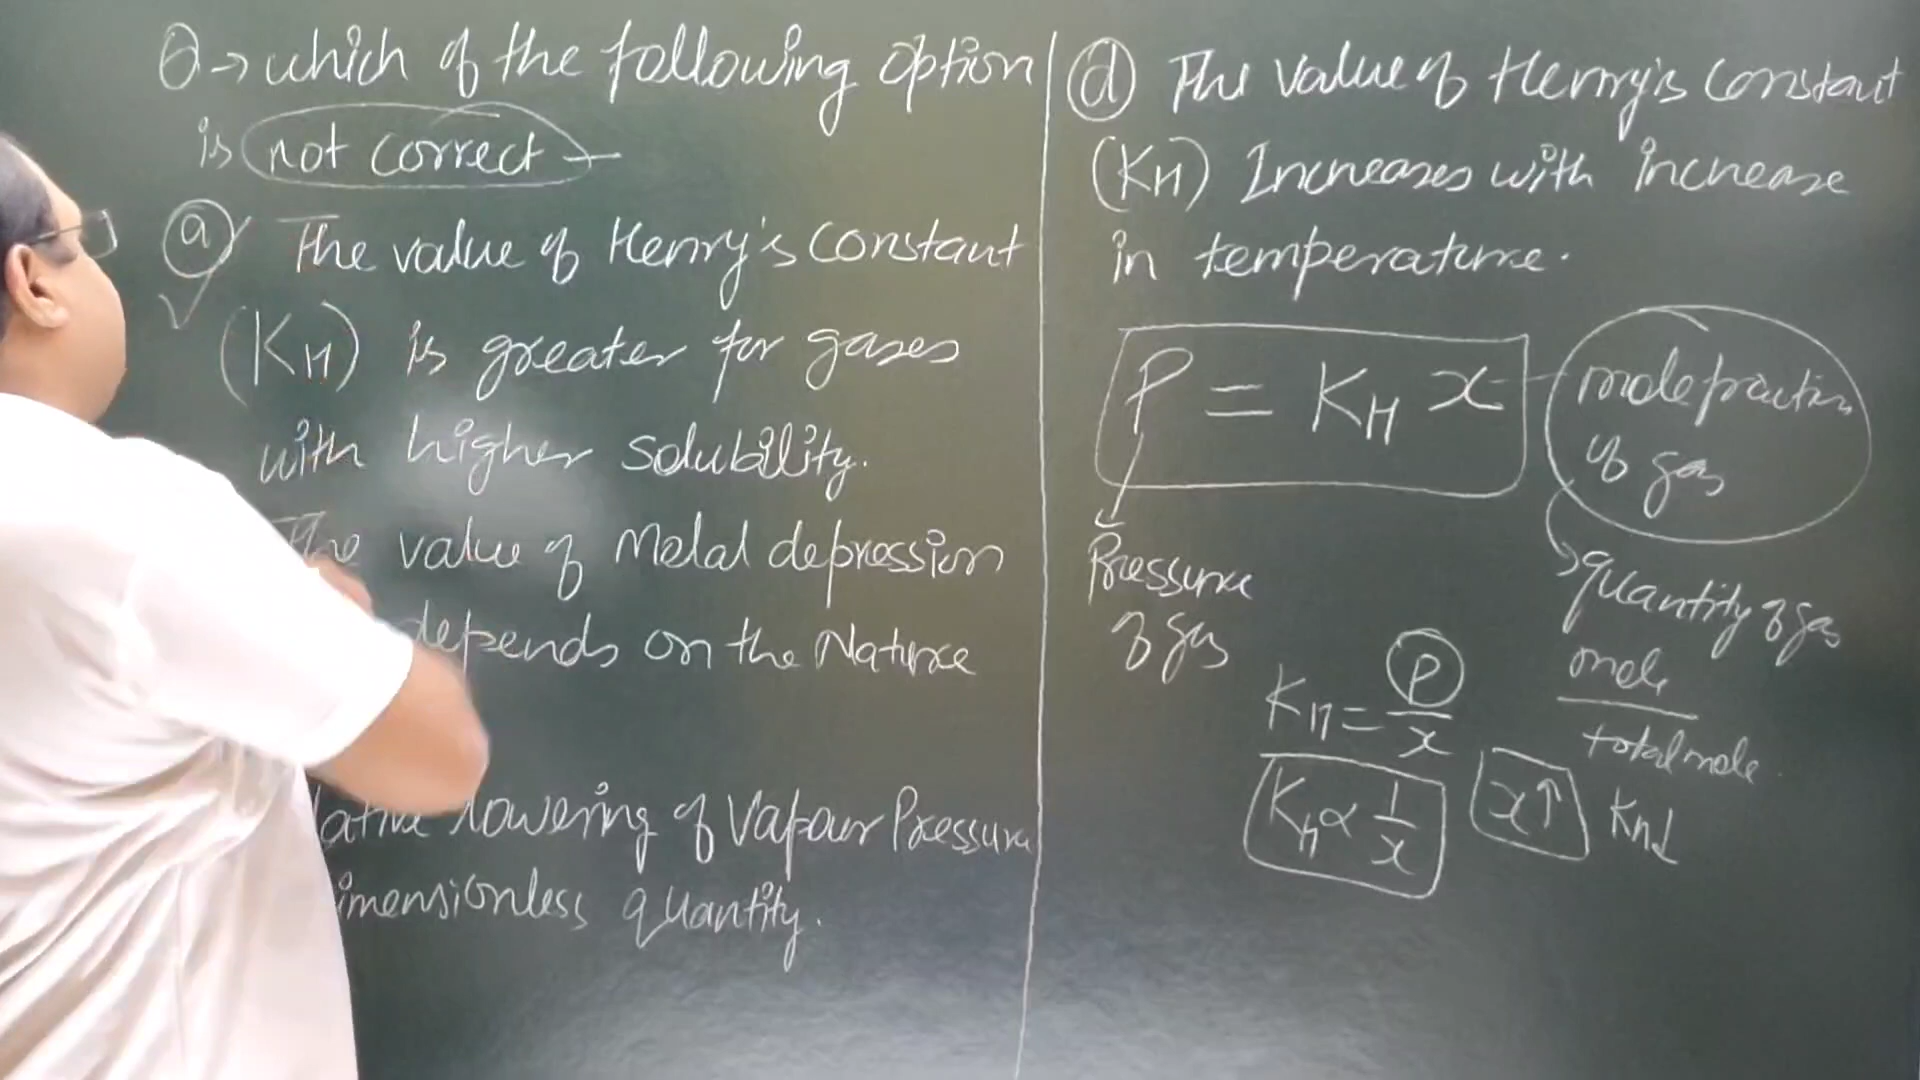 Q → which of the following option
is not correct –
(a) The value of Henry's constant
(KH) is greater for gases
with higher solubility.
The value of Molal depression
depends on the Nature
lowering of Vapour Pressure
imensionless quantity.
(d) The value of Henry's constant
(KH) Increases with increase
in temperature.
P = KH x
mole fraction
of gas
Pressure
of gas
quantity of gas
mole
total mole
KH = P/x
KH ∝ 1/x
x↑ KH↓